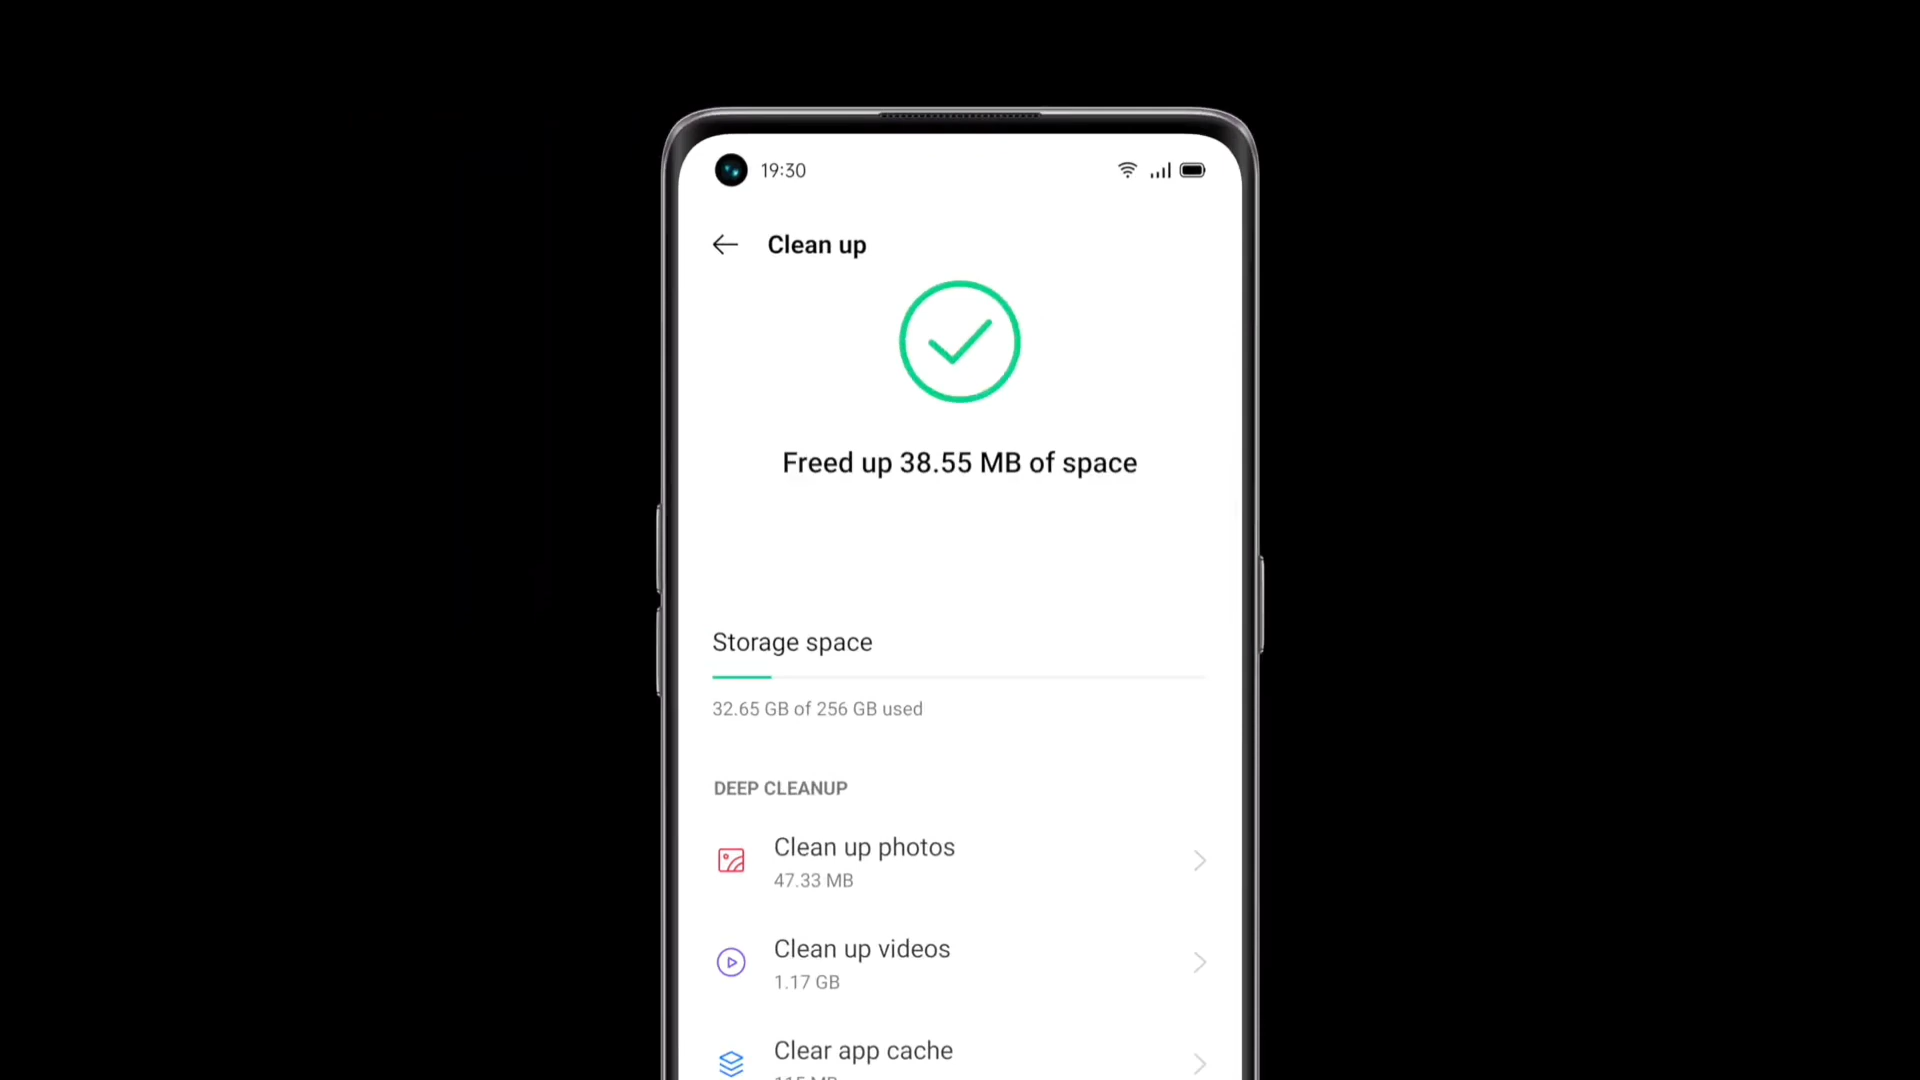 19:30
Clean up
Freed up 38.55 MB of space
Storage space
32.65 GB of 256 GB used
DEEP CLEANUP
Clean up photos
47.33 MB
Clean up videos
1.17 GB
Clear app cache